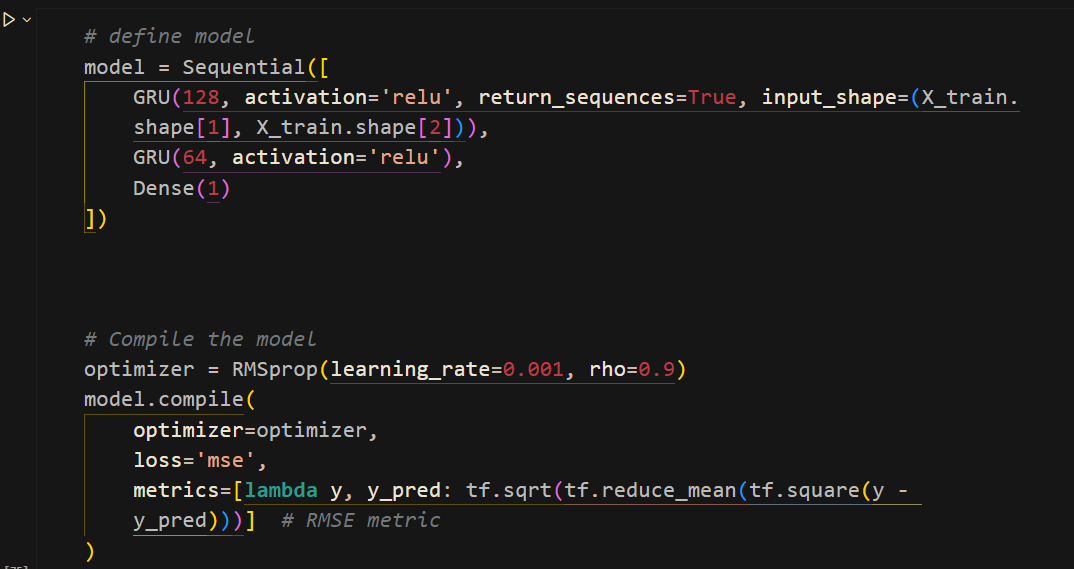 # define model
model = Sequential([
    GRU(128, activation='relu', return_sequences=True, input_shape=(X_train.
    shape[1], X_train.shape[2])),
    GRU(64, activation='relu'),
    Dense(1)
])
# Compile the model
optimizer = RMSprop(learning_rate=0.001, rho=0.9)
model.compile(
    optimizer=optimizer,
    loss='mse',
    metrics=[lambda y, y_pred: tf.sqrt(tf.reduce_mean(tf.square(y -
    y_pred)))]  # RMSE metric
)